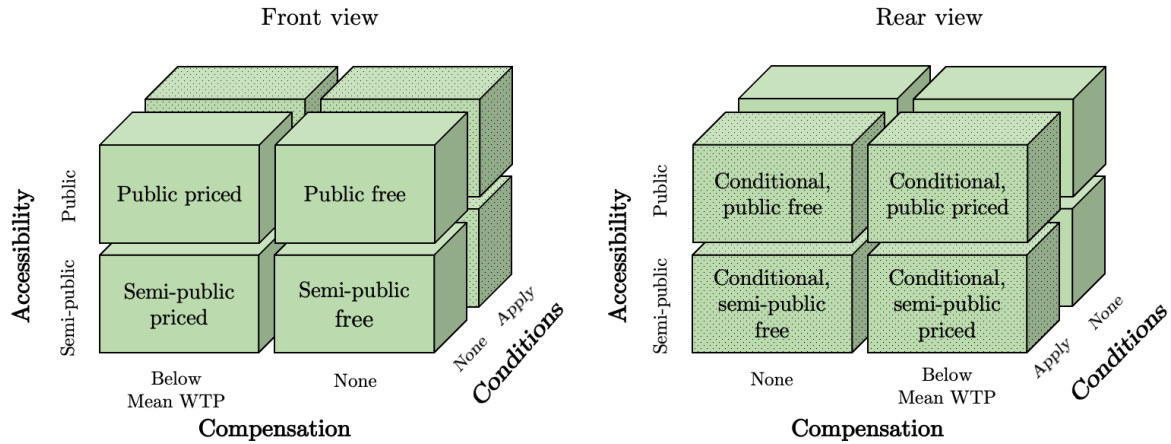 Front view
Public priced
Public free
Semi-public
priced
Semi-public
free
Accessibility
Public
Semi-public
Below
Mean WTP
None
Compensation
None
Apply
Conditions
Rear view
Conditional,
public free
Conditional,
public priced
Conditional,
semi-public
free
Conditional,
semi-public
priced
Accessibility
Public
Semi-public
None
Below
Mean WTP
Compensation
Apply
None
Conditions